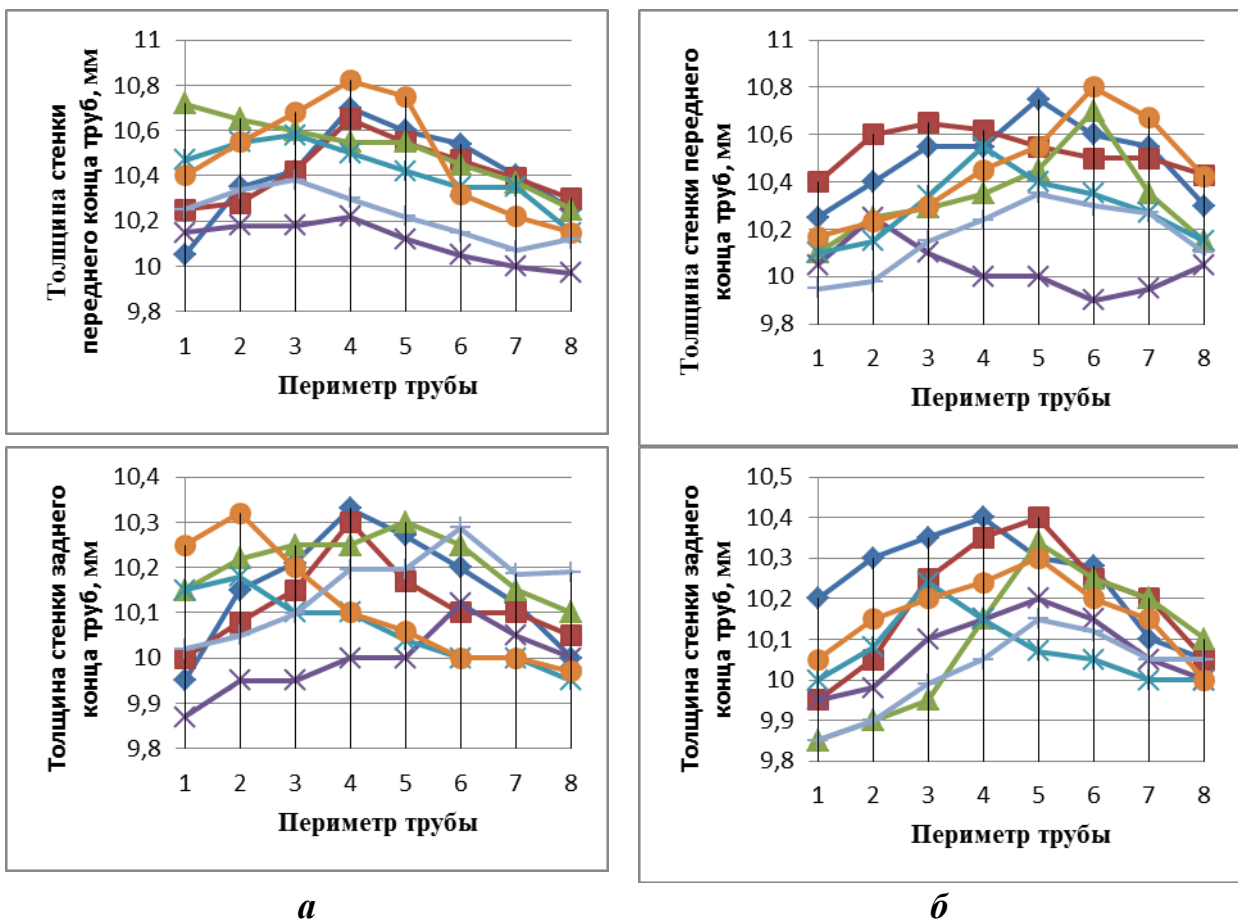 Толщина стенки
переднего конца труб, мм
11
10,8
10,6
10,4
10,2
10
9,8
1 2 3 4 5 6 7 8
Периметр трубы
Толщина стенки переднего
конца труб, мм
11
10,8
10,6
10,4
10,2
10
9,8
1 2 3 4 5 6 7 8
Периметр трубы
Толщина стенки заднего
конца труб, мм
10,4
10,3
10,2
10,1
10
9,9
9,8
1 2 3 4 5 6 7 8
Периметр трубы
Толщина стенки заднего
конца труб, мм
10,5
10,4
10,3
10,2
10,1
10
9,9
9,8
1 2 3 4 5 6 7 8
Периметр трубы
а
б